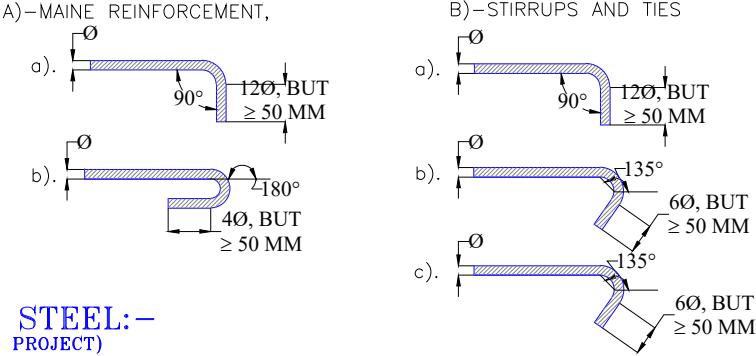 A)-MAINE REINFORCEMENT,
Ø
a).
90°
12Ø, BUT
≥ 50 MM
Ø
b).
180°
4Ø, BUT
≥ 50 MM
STEEL:-
PROJECT)
B)-STIRRUPS AND TIES
Ø
a).
90°
12Ø, BUT
≥ 50 MM
Ø
b).
135°
6Ø, BUT
≥ 50 MM
Ø
c).
135°
6Ø, BUT
≥ 50 MM